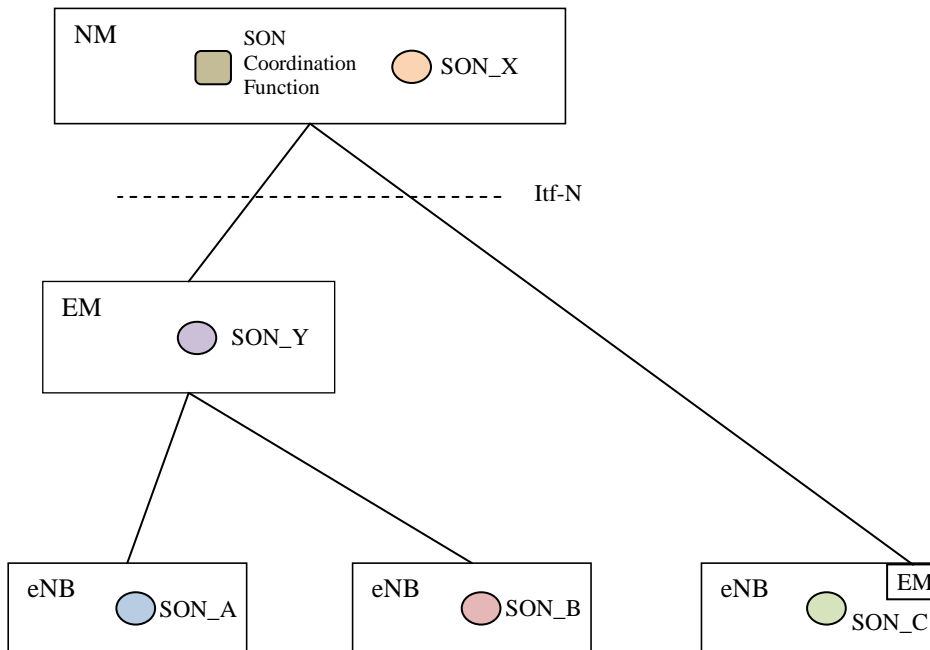 NM
SON
Coordination
Function
SON_X
Itf-N
EM
SON_Y
eNB
SON_A
eNB
SON_B
eNB
EM
SON_C